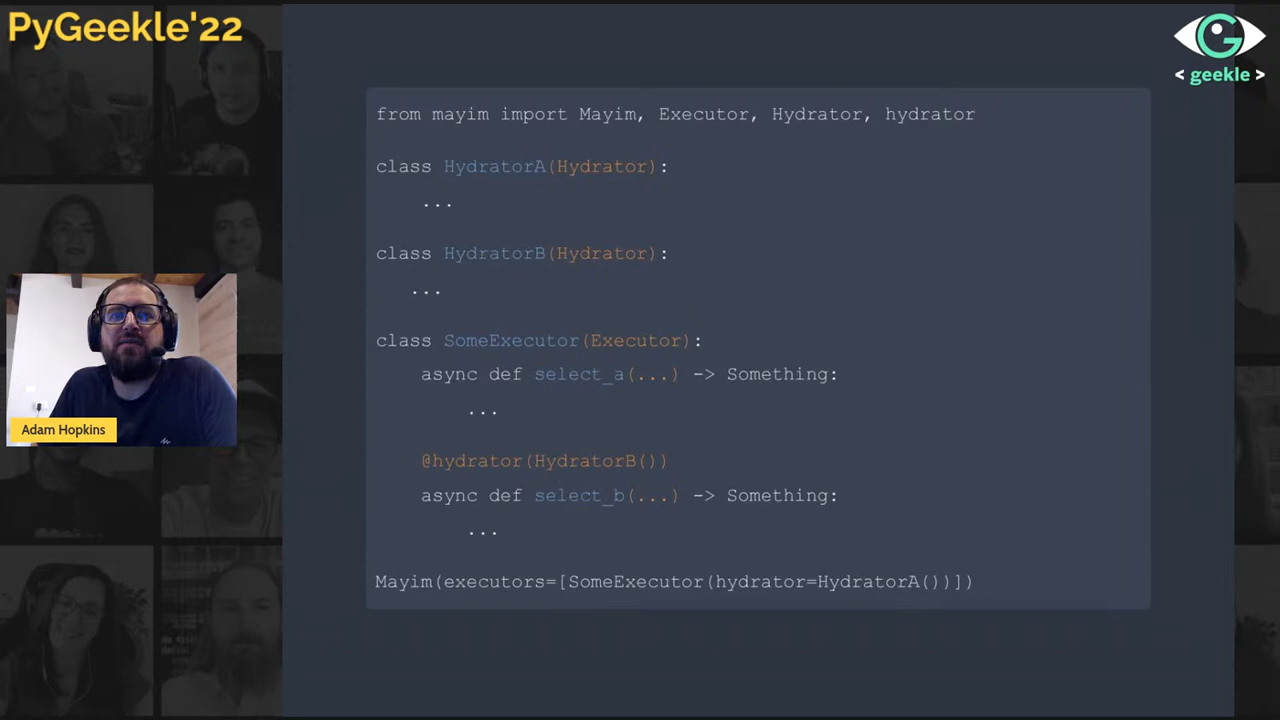 PyGeekle'22
< geekle >
from mayim import Mayim, Executor, Hydrator, hydrator
class HydratorA(Hydrator):
...
class HydratorB(Hydrator):
...
class SomeExecutor(Executor):
async def select_a(...) -> Something:
...
@hydrator(HydratorB())
async def select_b(...) -> Something:
...
Mayim(executors=[SomeExecutor(hydrator=HydratorA())])
Adam Hopkins